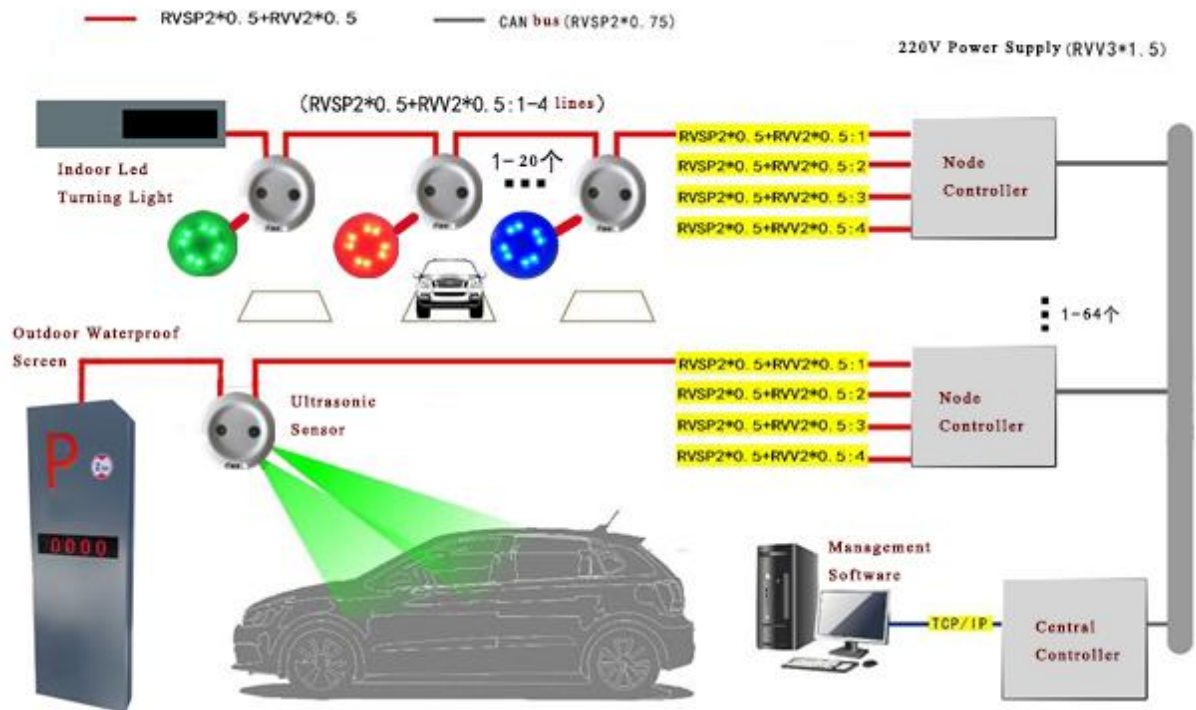 RVSP2*0.5+RVV2*0.5
CAN bus(RVSP2*0.75)
220V Power Supply(RVV3*1.5)
(RVSP2*0.5+RVV2*0.5:1-4 lines)
Indoor Led
Turning Light
1-20个
RVSP2*0.5+RVV2*0.5:1
RVSP2*0.5+RVV2*0.5:2
RVSP2*0.5+RVV2*0.5:3
RVSP2*0.5+RVV2*0.5:4
Node
Controller
1-64个
Outdoor Waterproof
Screen
Ultrasonic
Sensor
RVSP2*0.5+RVV2*0.5:1
RVSP2*0.5+RVV2*0.5:2
RVSP2*0.5+RVV2*0.5:3
RVSP2*0.5+RVV2*0.5:4
Node
Controller
P
0000
Management
Software
TCP/IP
Central
Controller